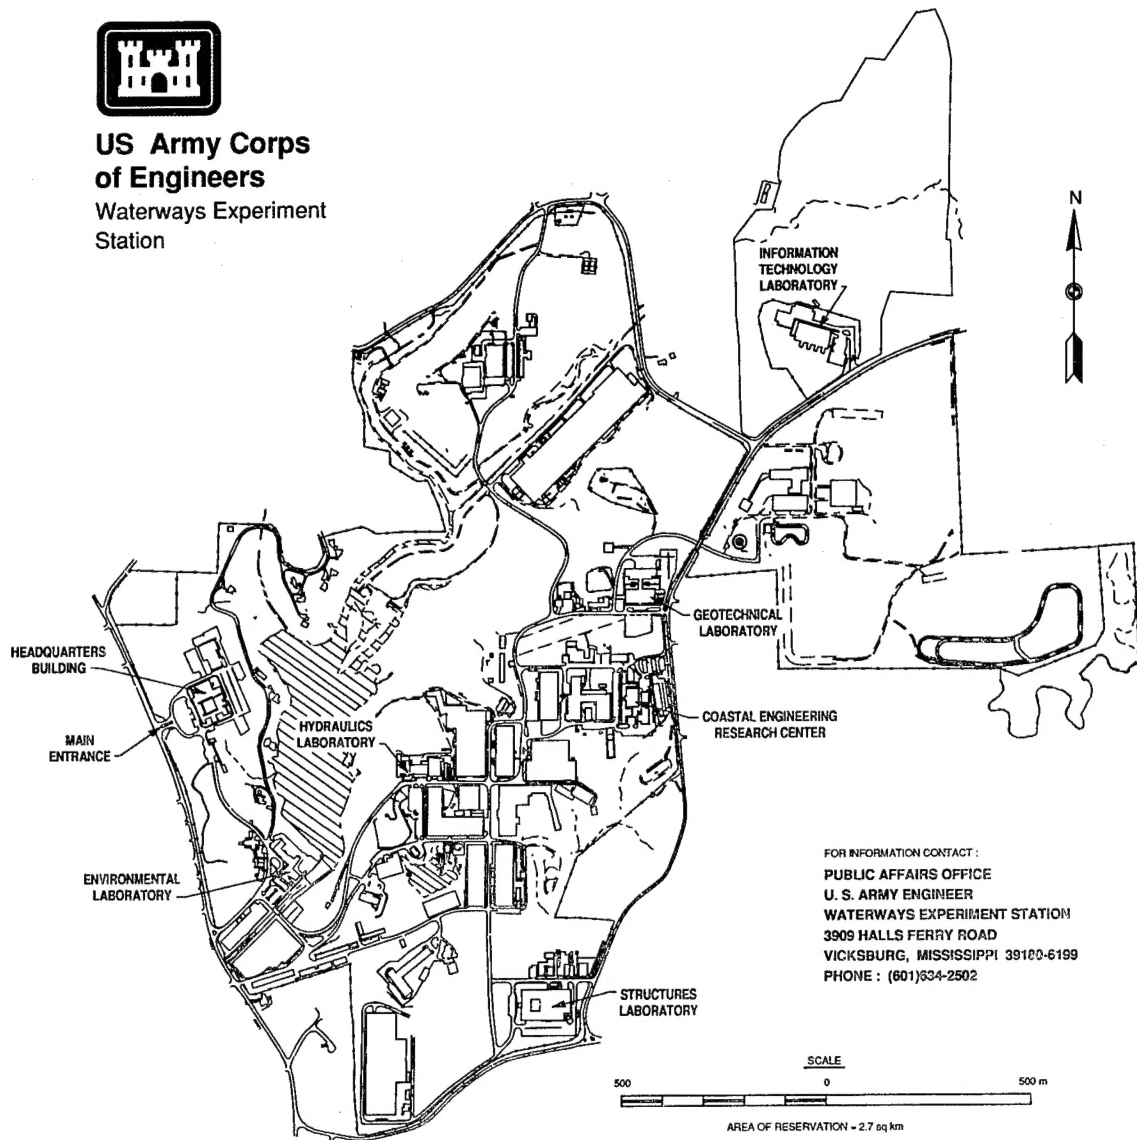 US Army Corps
of Engineers
Waterways Experiment
Station
N
INFORMATION
TECHNOLOGY
LABORATORY
GEOTECHNICAL
LABORATORY
HEADQUARTERS
BUILDING
HYDRAULICS
LABORATORY
COASTAL ENGINEERING
RESEARCH CENTER
MAIN
ENTRANCE
ENVIRONMENTAL
LABORATORY
FOR INFORMATION CONTACT :
PUBLIC AFFAIRS OFFICE
U. S. ARMY ENGINEER
WATERWAYS EXPERIMENT STATION
3909 HALLS FERRY ROAD
VICKSBURG, MISSISSIPPI 39180-6199
PHONE : (601)634-2502
STRUCTURES
LABORATORY
SCALE
500 0 500 m
AREA OF RESERVATION = 2.7 sq km